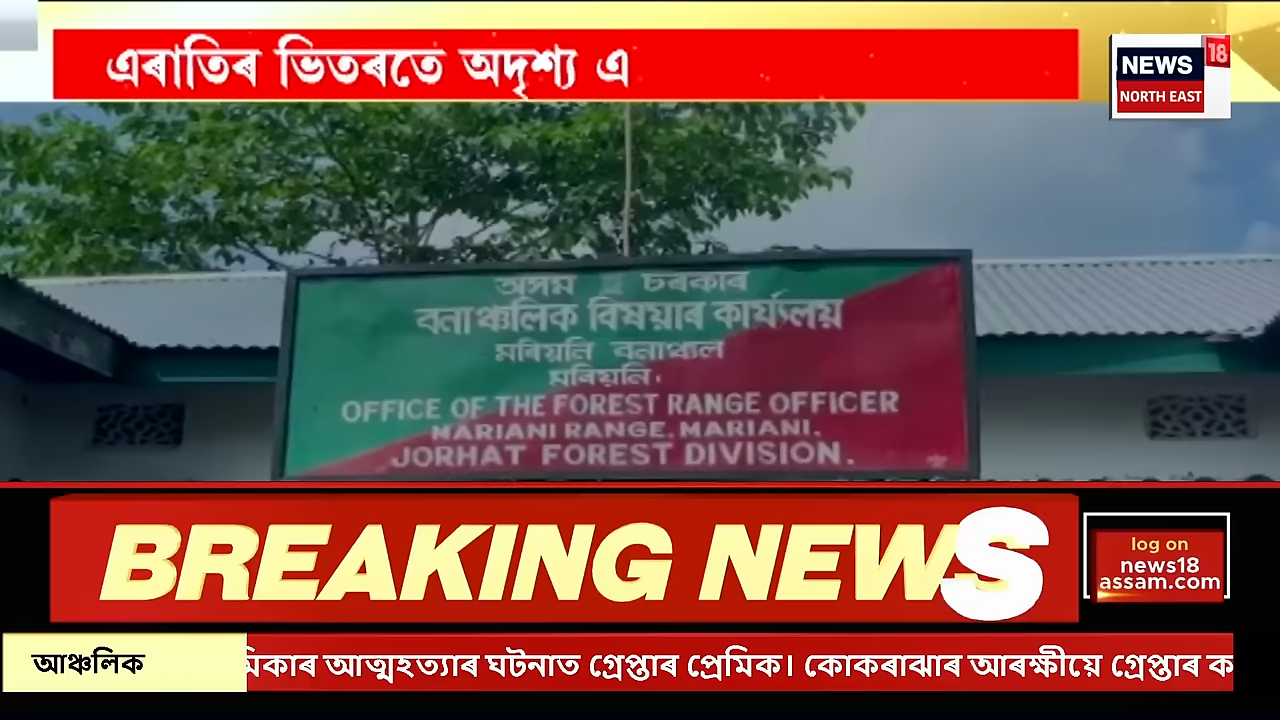 এৰাতিৰ ভিতৰতে অদৃশ্য এ
NEWS 18
NORTH EAST
অসম চৰকাৰ
বনাঞ্চলিক বিষয়াৰ কাৰ্য্যলয়
মৰিয়নি বনাঞ্চল
মৰিয়নি।
OFFICE OF THE FOREST RANGE OFFICER
MARIANI RANGE, MARIANI.
JORHAT FOREST DIVISION.
BREAKING NEWS
log on
news18
assam.com
আঞ্চলিক
মিকাৰ আত্মহত্যাৰ ঘটনাত গ্ৰেপ্তাৰ প্ৰেমিক। কোকৰাঝাৰ আৰক্ষীয়ে গ্ৰেপ্তাৰ ক